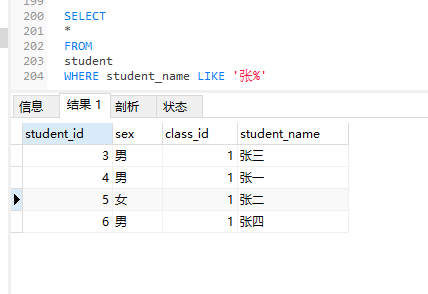 199
200 SELECT
201 *
202 FROM
203 student
204 WHERE student_name LIKE '张%'
信息 结果 1 剖析 状态
student_id sex class_id student_name
3 男 1 张三
4 男 1 张一
5 女 1 张二
6 男 1 张四